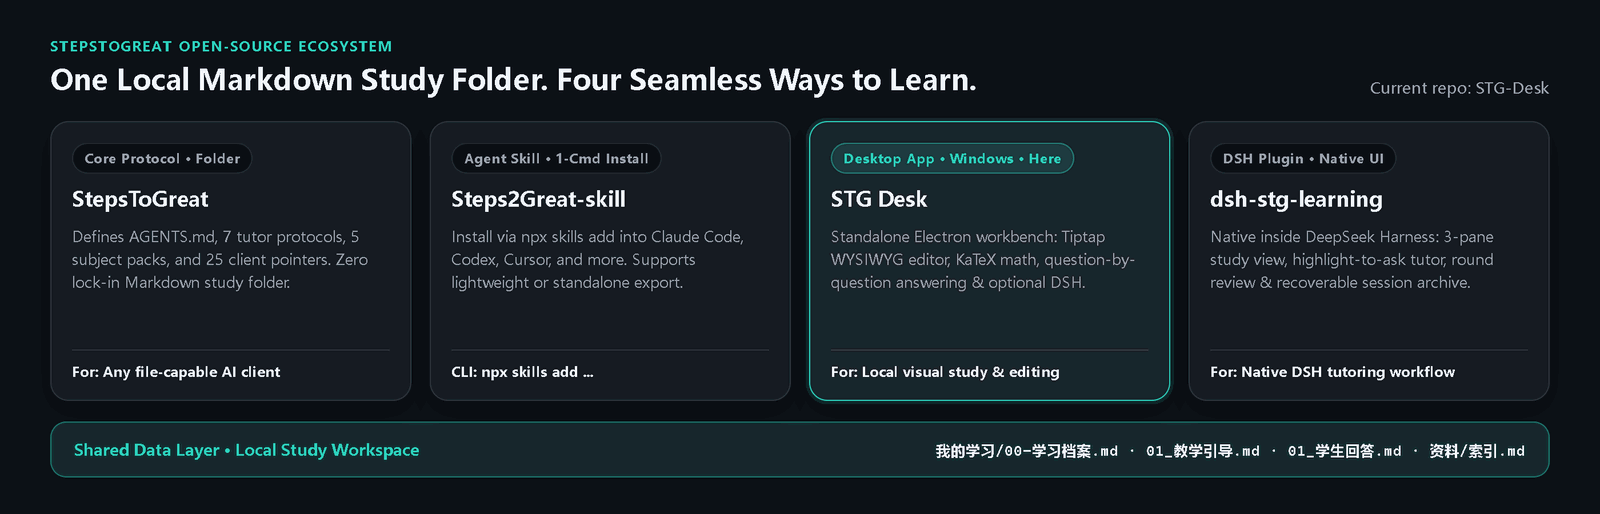 STEPSTOGREAT OPEN-SOURCE ECOSYSTEM
One Local Markdown Study Folder. Four Seamless Ways to Learn.
Current repo: STG-Desk
Core Protocol • Folder
StepsToGreat
Defines AGENTS.md, 7 tutor protocols, 5
subject packs, and 25 client pointers. Zero
lock-in Markdown study folder.
For: Any file-capable AI client
Agent Skill • 1-Cmd Install
Steps2Great-skill
Install via npx skills add into Claude Code,
Codex, Cursor, and more. Supports
lightweight or standalone export.
CLI: npx skills add ...
Desktop App • Windows • Here
STG Desk
Standalone Electron workbench: Tiptap
WYSIWYG editor, KaTeX math, question-by-
question answering & optional DSH.
For: Local visual study & editing
DSH Plugin • Native UI
dsh-stg-learning
Native inside DeepSeek Harness: 3-pane
study view, highlight-to-ask tutor, round
review & recoverable session archive.
For: Native DSH tutoring workflow
Shared Data Layer • Local Study Workspace
我的学习/00-学习档案.md · 01_教学引导.md · 01_学生回答.md · 资料/索引.md